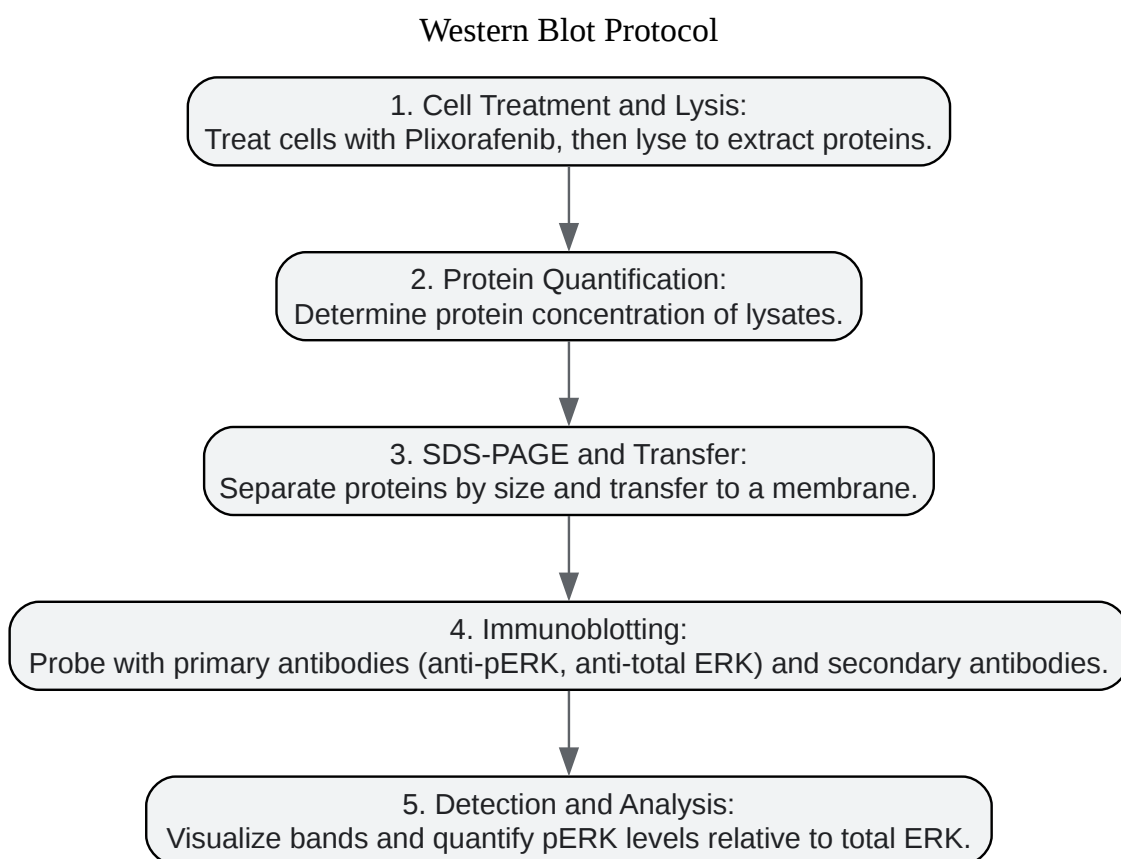 Western Blot Protocol
1. Cell Treatment and Lysis:
Treat cells with Plixorafenib, then lyse to extract proteins.
2. Protein Quantification:
Determine protein concentration of lysates.
3. SDS-PAGE and Transfer:
Separate proteins by size and transfer to a membrane.
4. Immunoblotting:
Probe with primary antibodies (anti-pERK, anti-total ERK) and secondary antibodies.
5. Detection and Analysis:
Visualize bands and quantify pERK levels relative to total ERK.